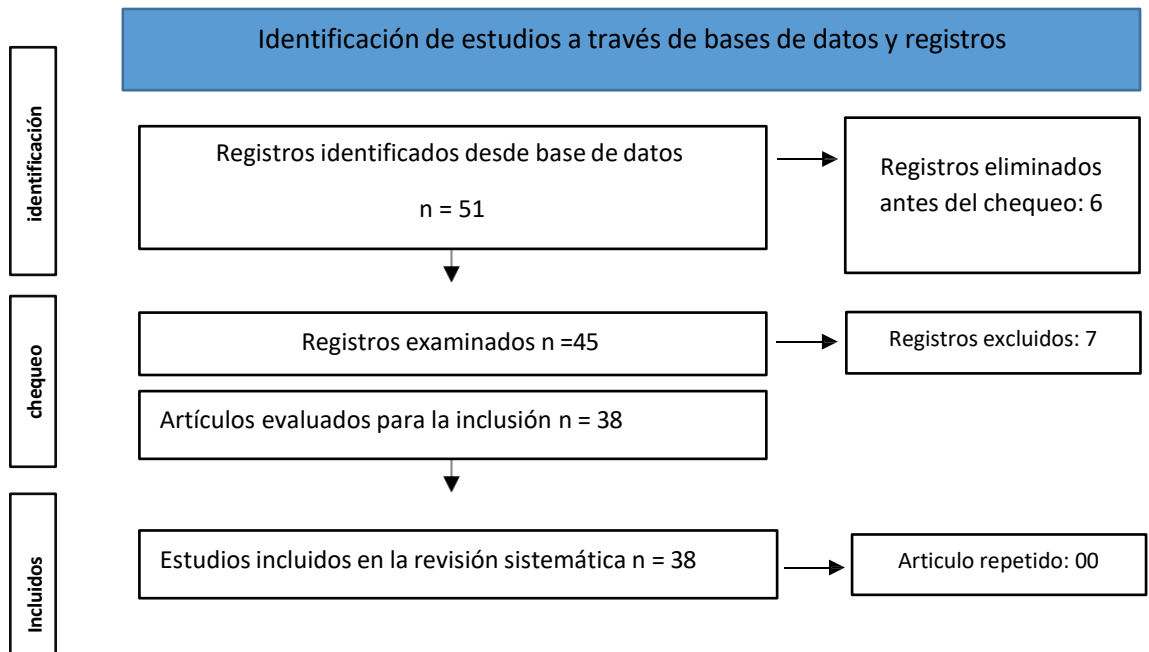 Identificación de estudios a través de bases de datos y registros
identificación
Registros identificados desde base de datos
n = 51
Registros eliminados
antes del chequeo: 6
chequeo
Registros examinados n =45
Registros excluidos: 7
Artículos evaluados para la inclusión n = 38
Incluidos
Estudios incluidos en la revisión sistemática n = 38
Articulo repetido: 00